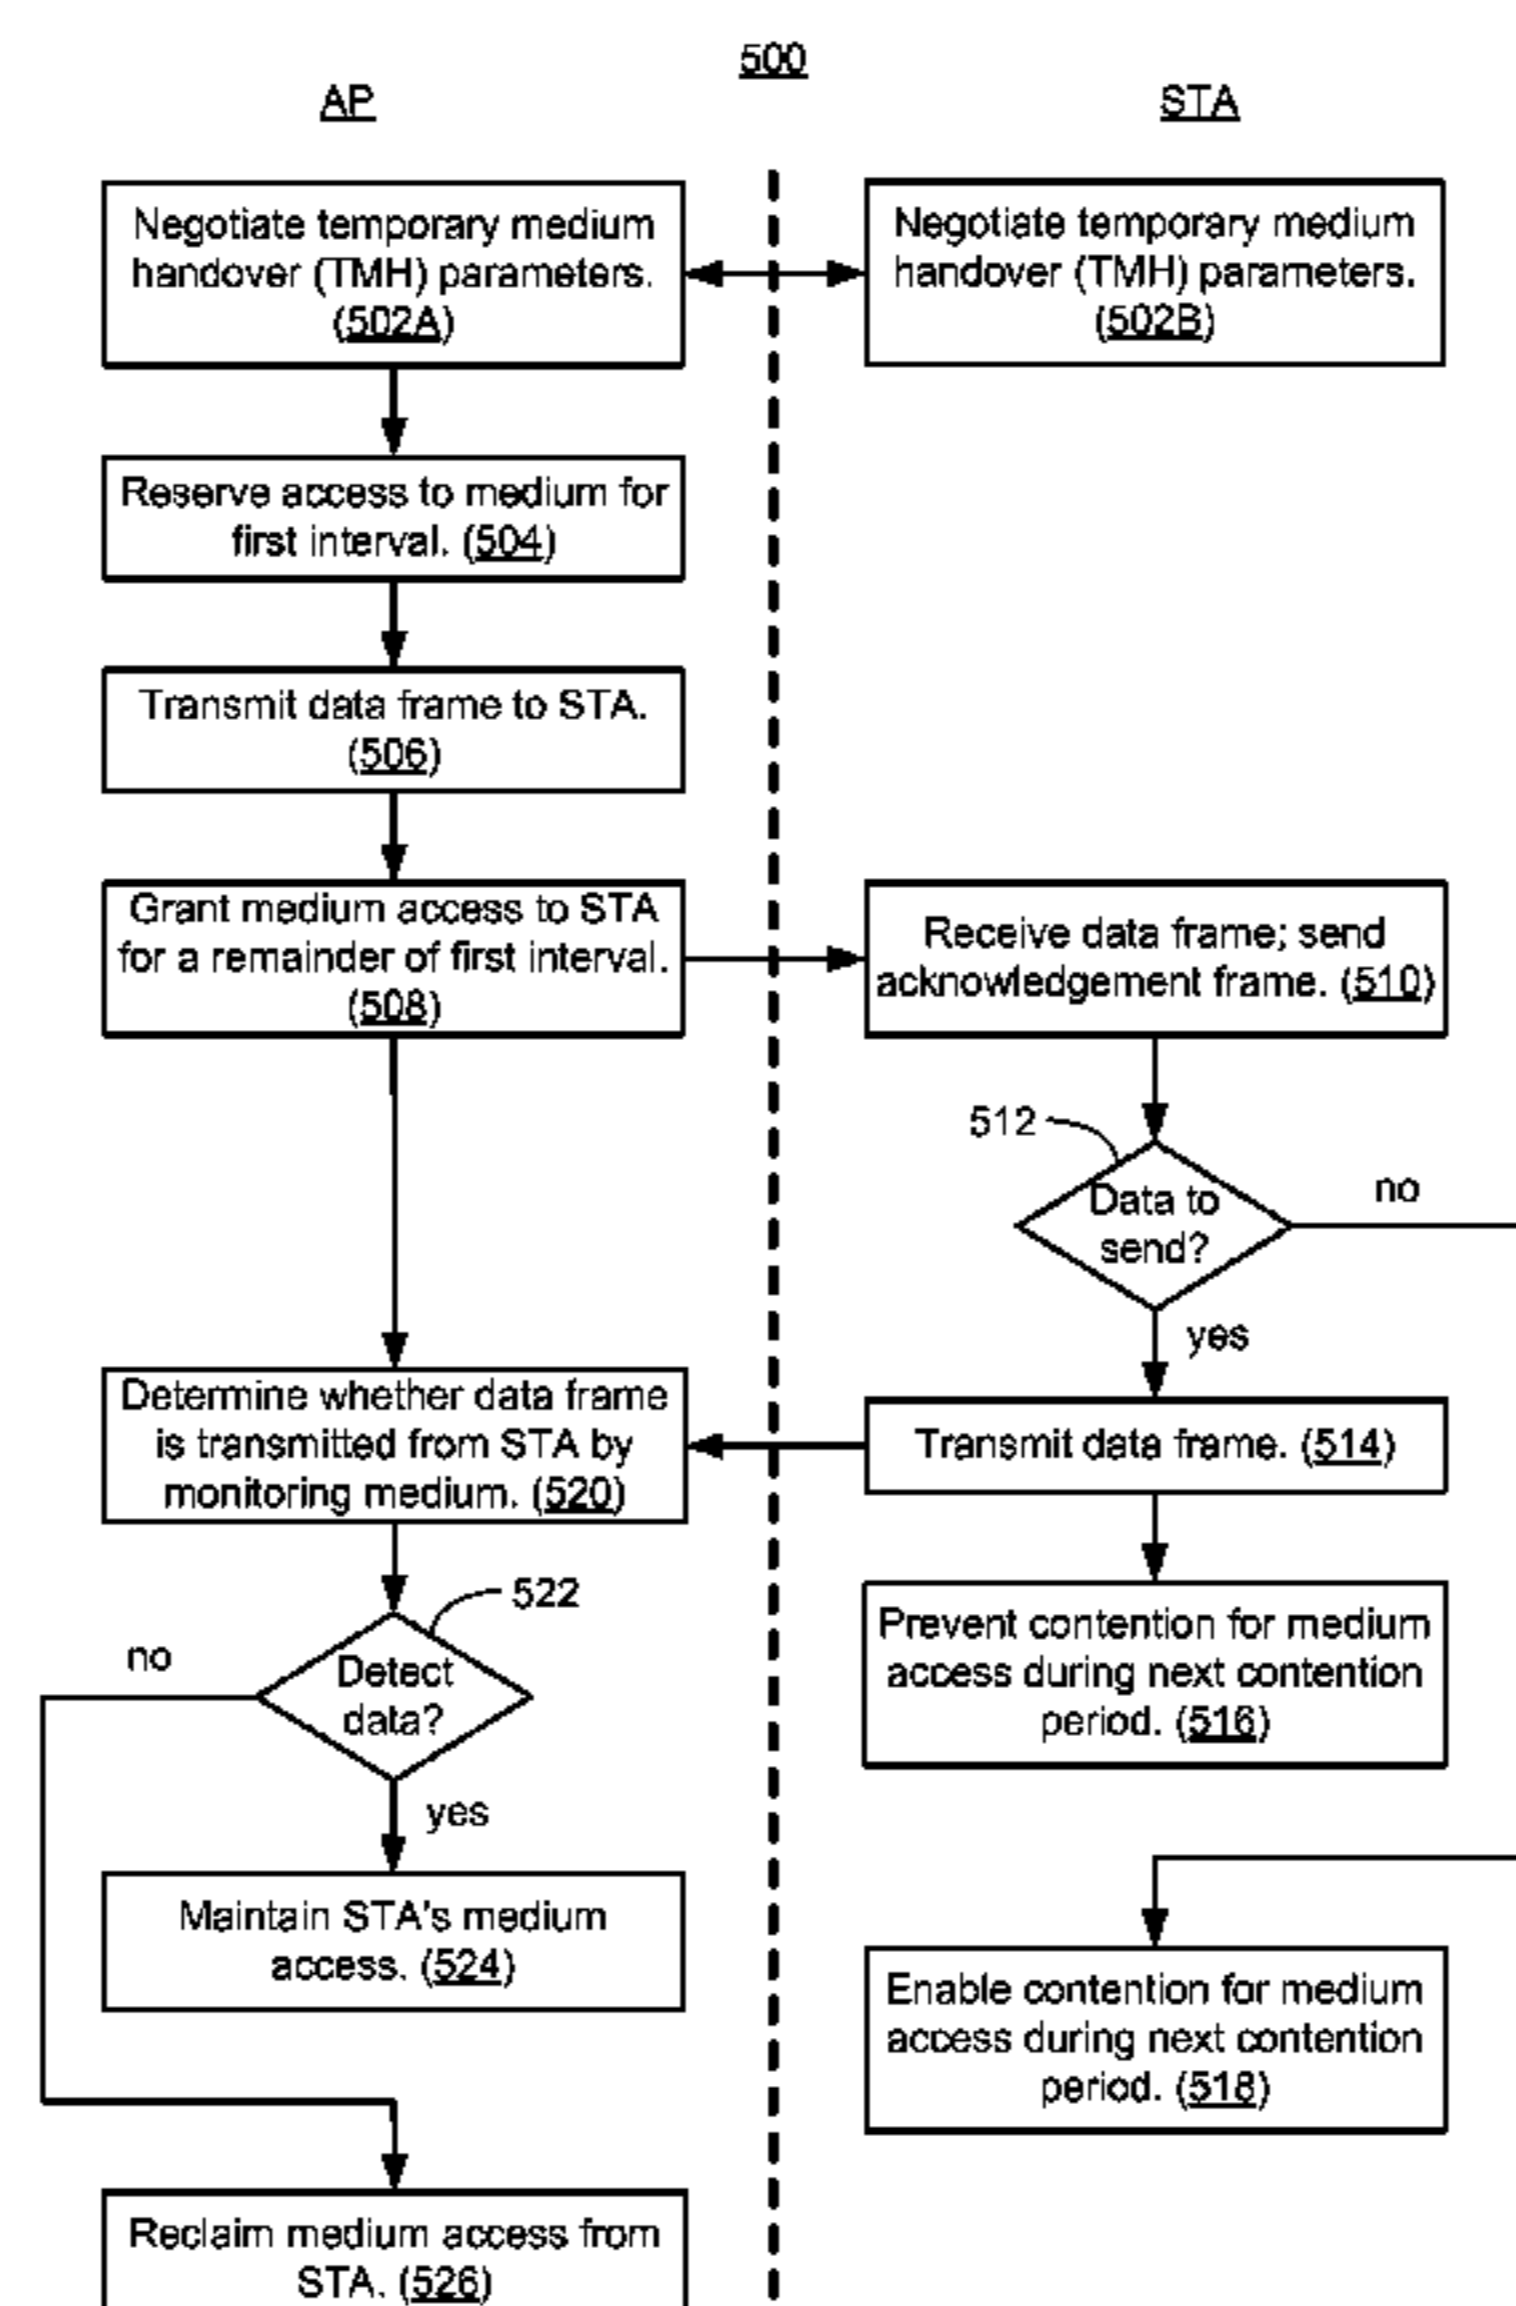 500
AP
STA
Negotiate temporary medium
handover (TMH) parameters.
(502A)
Negotiate temporary medium
handover (TMH) parameters.
(502B)
Reserve access to medium for
first interval. (504)
Transmit data frame to STA.
(506)
Grant medium access to STA
for a remainder of first interval.
(508)
Receive data frame; send
acknowledgement frame. (510)
512
Data to
send?
no
yes
Transmit data frame. (514)
Determine whether data frame
is transmitted from STA by
monitoring medium. (520)
Prevent contention for medium
access during next contention
period. (516)
522
Detect
data?
no
yes
Maintain STA's medium
access. (524)
Enable contention for medium
access during next contention
period. (518)
Reclaim medium access from
STA. (526)